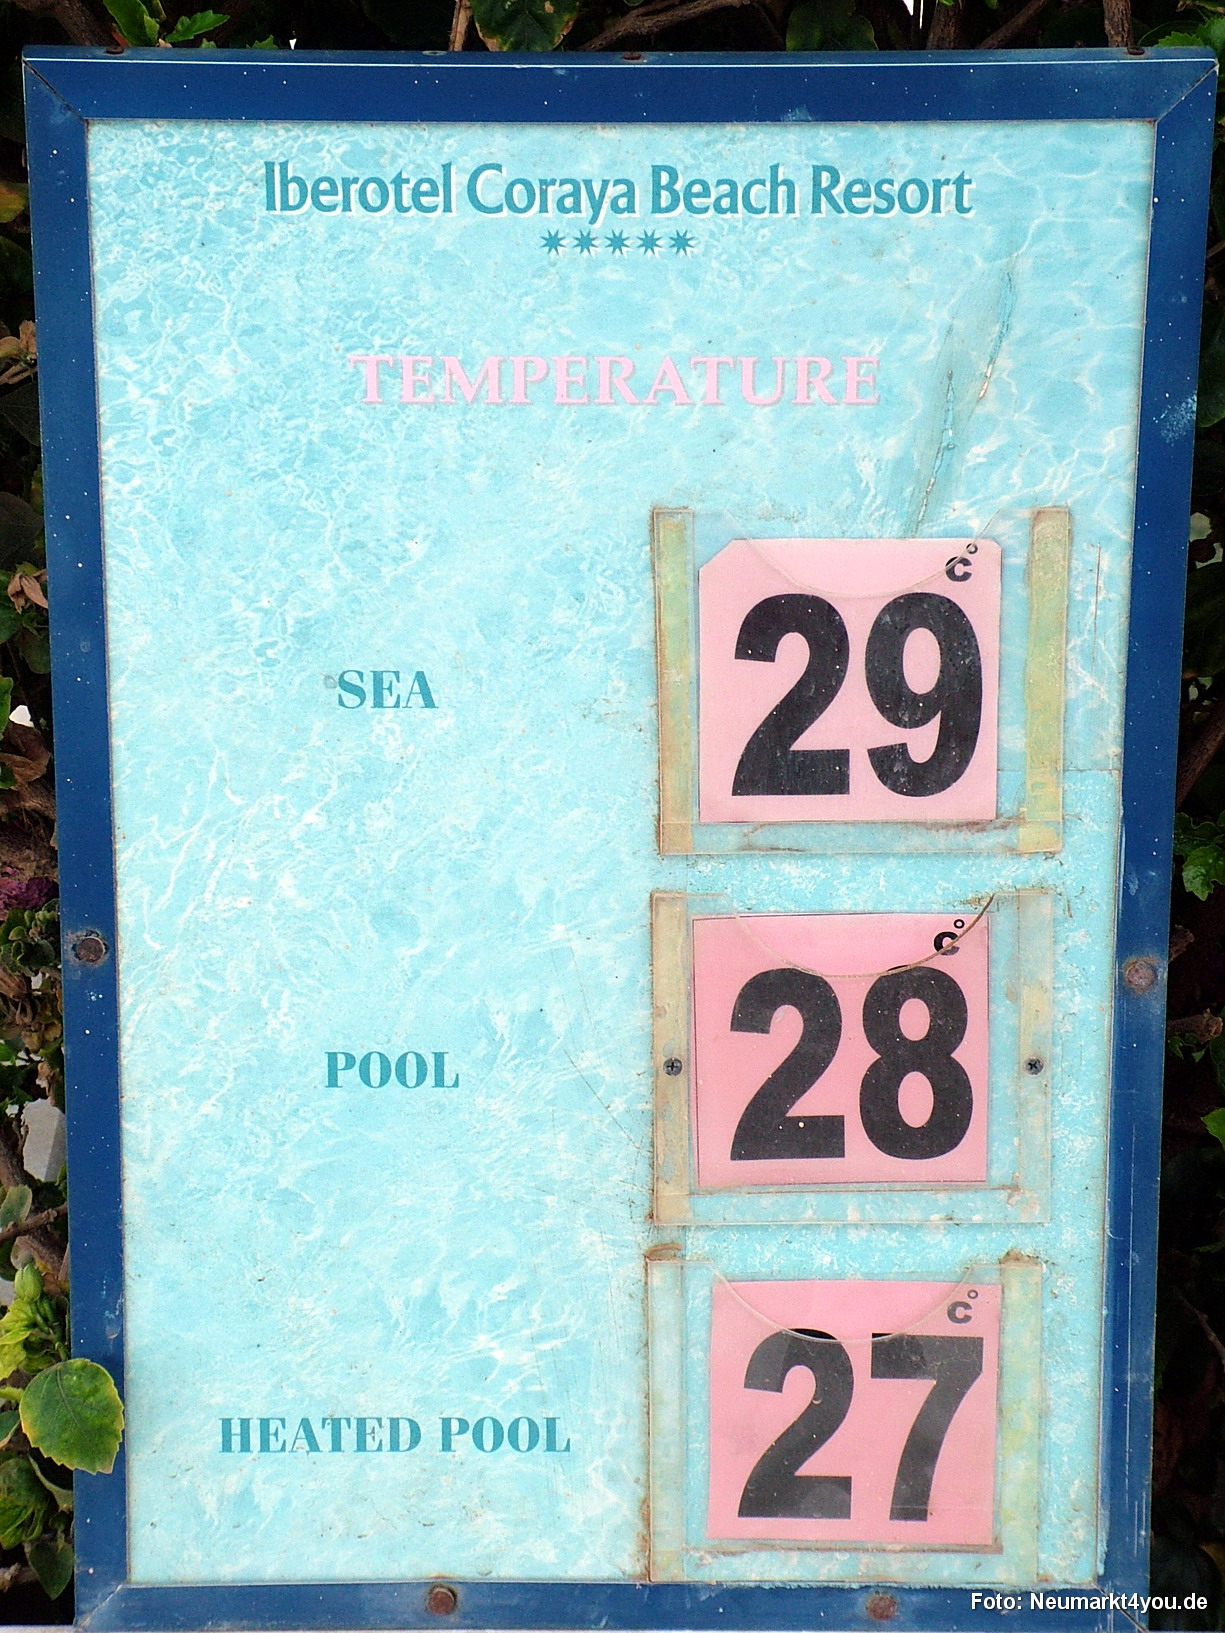 Iberotel Coraya Beach Resort
TEMPERATURE
SEA
29 C°
POOL
28 C°
HEATED POOL
27 C°
Foto: Neumarkt4you.de